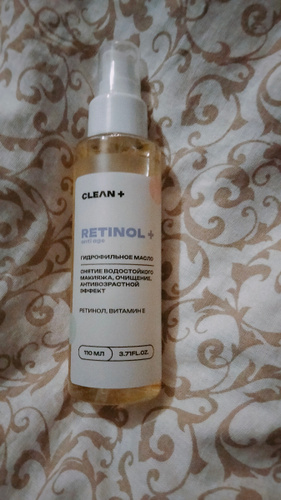 CLEAN +
RETINOL +
anti age
ГИДРОФИЛЬНОЕ МАСЛО
СНЯТИЕ ВОДОСТОЙКОГО
МАКИЯЖА, ОЧИЩЕНИЕ,
АНТИВОЗРАСТНОЙ
ЭФФЕКТ
РЕТИНОЛ, ВИТАМИН Е
110 МЛ 3.71FL.OZ.